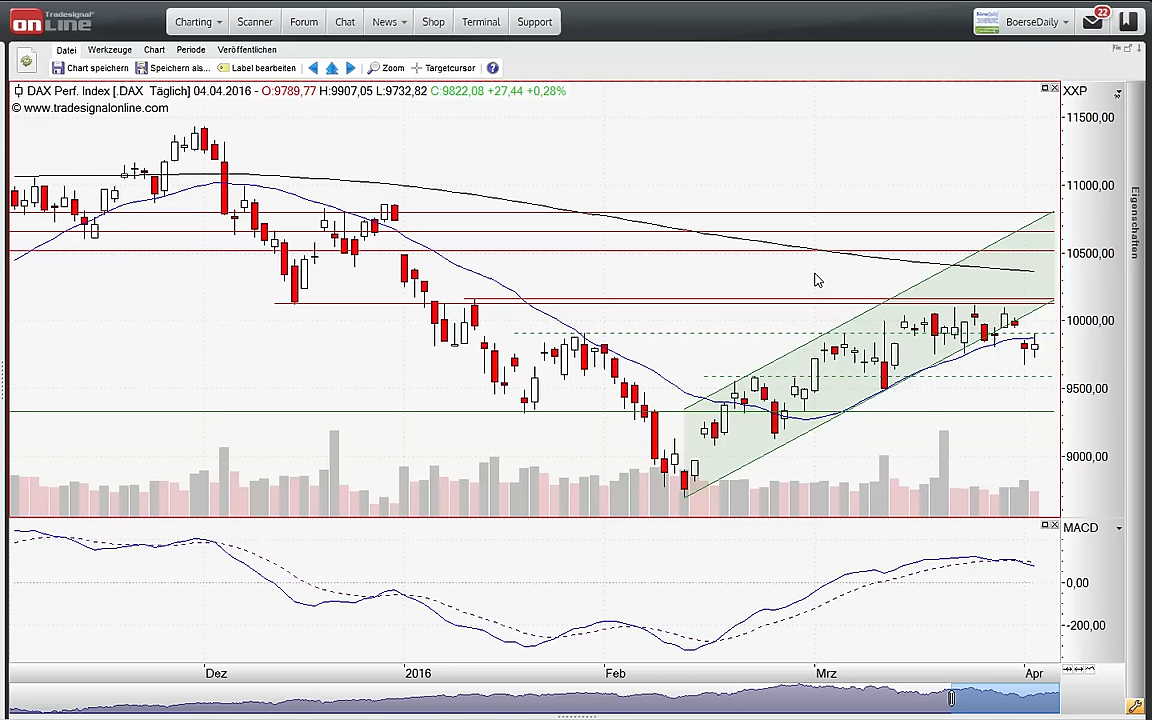 Tradesignal
onLine
Charting Scanner Forum Chat News Shop Terminal Support
BoerseDaily
22
Datei Werkzeuge Chart Periode Veröffentlichen
Chart speichern Speichern als... Label bearbeiten Zoom Targetcursor ?
DAX Perf. Index [.DAX Täglich] 04.04.2016 - O:9789,77 H:9907,05 L:9732,82 C:9822,08 +27,44 +0,28%
© www.tradesignalonline.com
XXP
11500,00
11000,00
10500,00
10000,00
9500,00
9000,00
Eigenschaften
MACD
0,00
-200,00
Dez 2016 Feb Mrz Apr